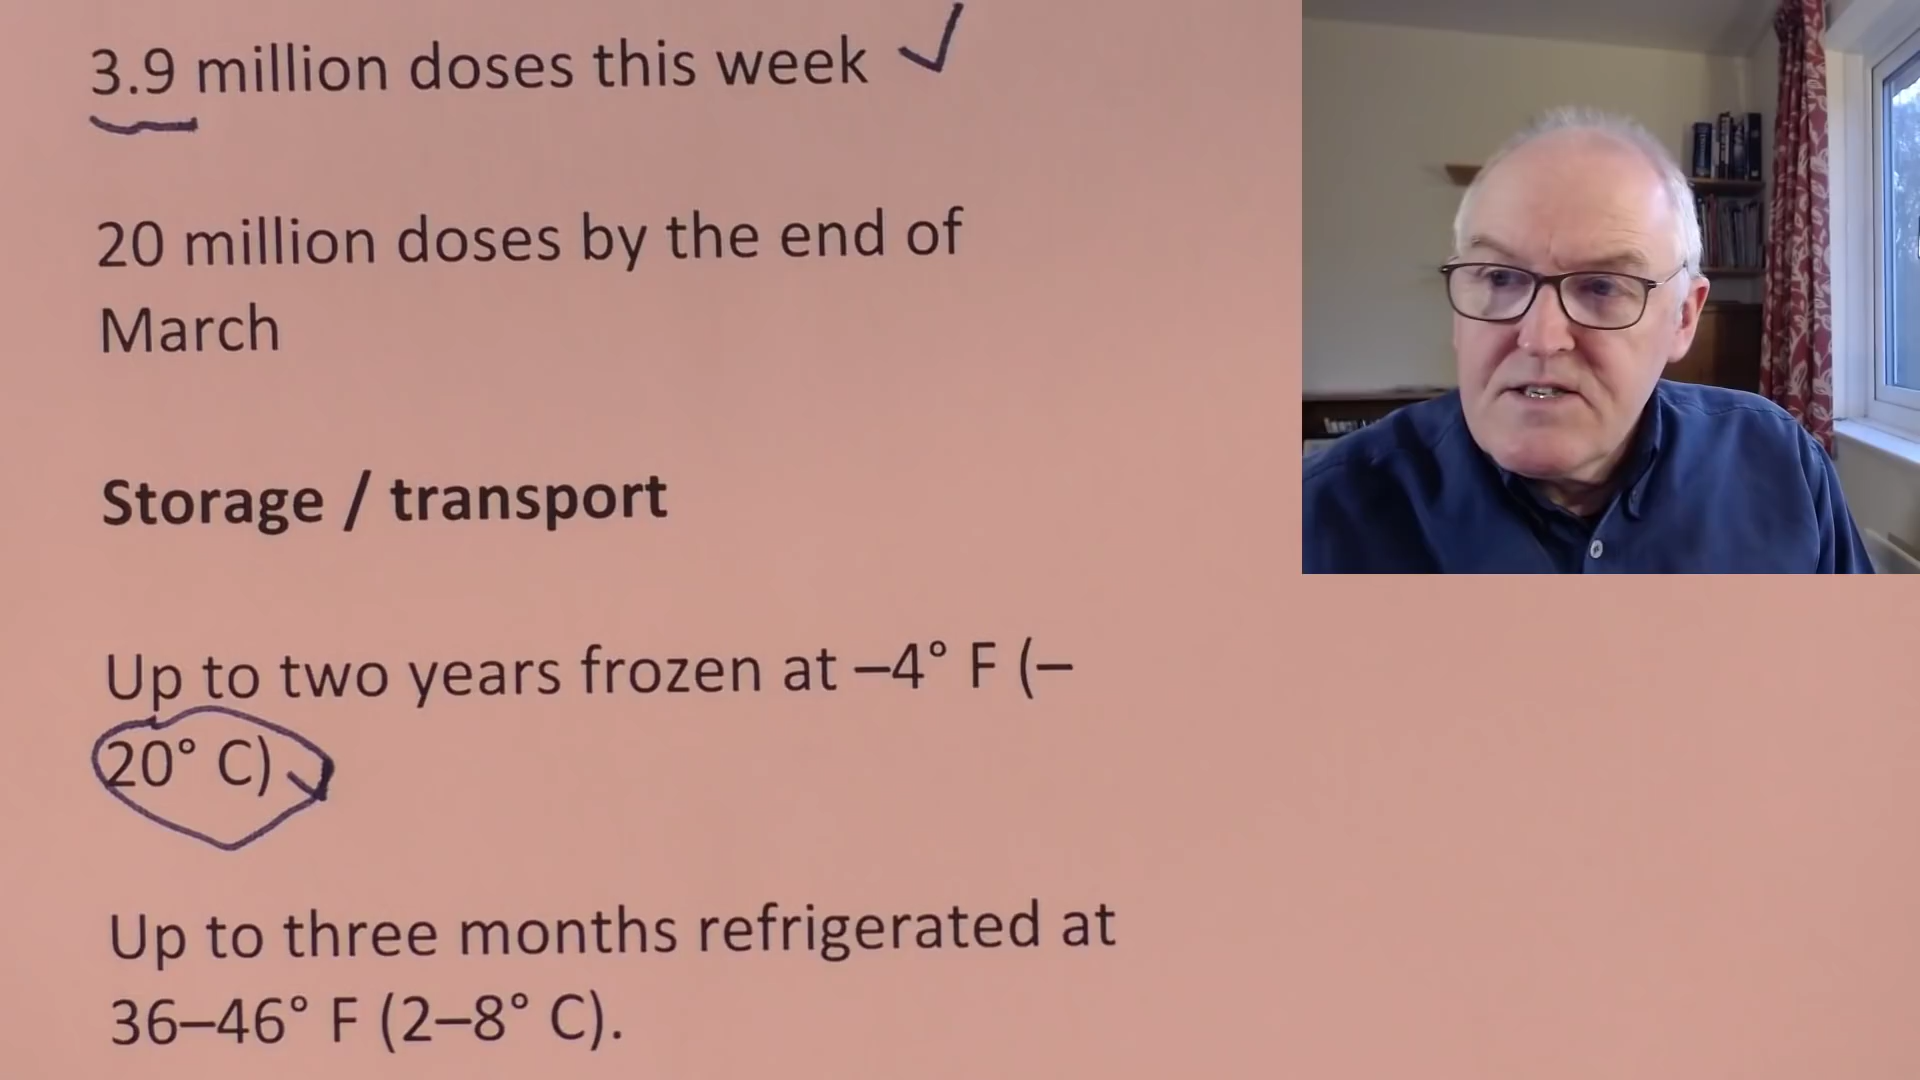 3.9 million doses this week
20 million doses by the end of
March
Storage / transport
Up to two years frozen at –4° F (–
20° C)
Up to three months refrigerated at
36–46° F (2–8° C).